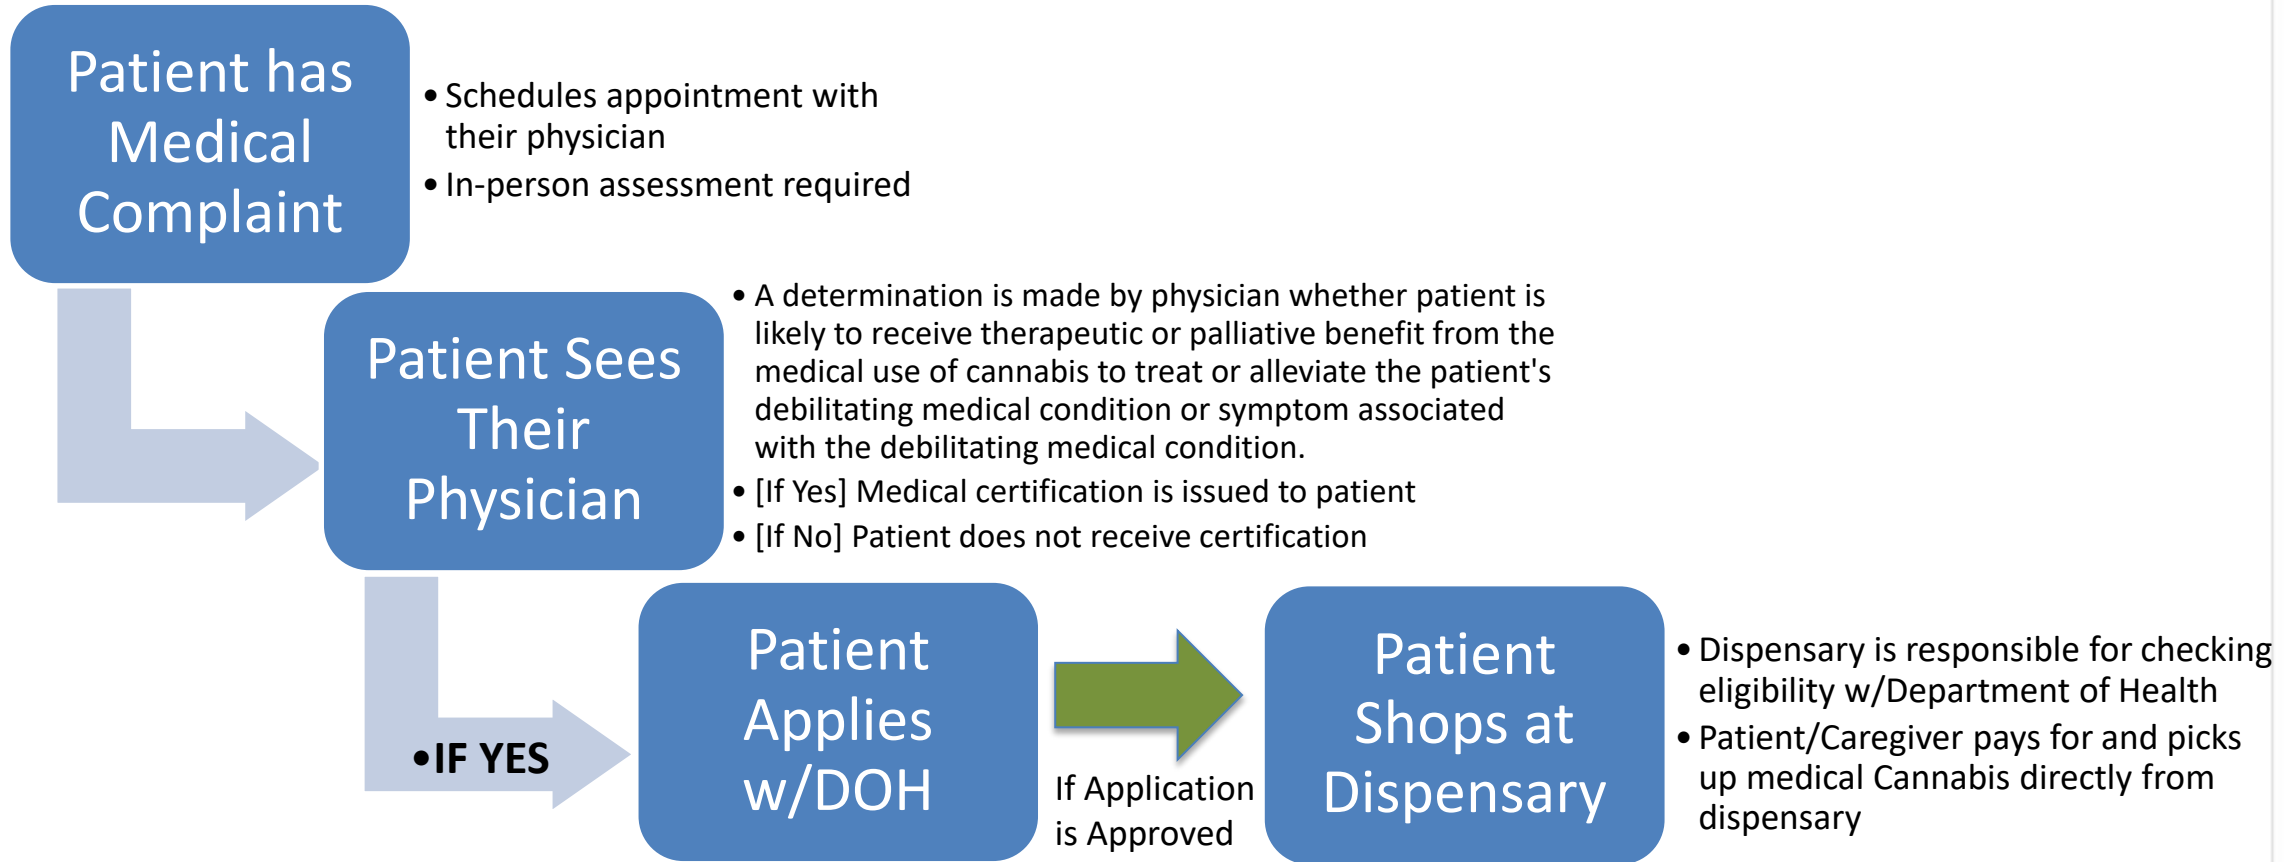 Patient has
Medical
Complaint
• Schedules appointment with
their physician
• In-person assessment required
Patient Sees
Their
Physician
• A determination is made by physician whether patient is
likely to receive therapeutic or palliative benefit from the
medical use of cannabis to treat or alleviate the patient's
debilitating medical condition or symptom associated
with the debilitating medical condition.
• [If Yes] Medical certification is issued to patient
• [If No] Patient does not receive certification
•IF YES
Patient
Applies
w/DOH
If Application
is Approved
Patient
Shops at
Dispensary
• Dispensary is responsible for checking
eligibility w/Department of Health
• Patient/Caregiver pays for and picks
up medical Cannabis directly from
dispensary